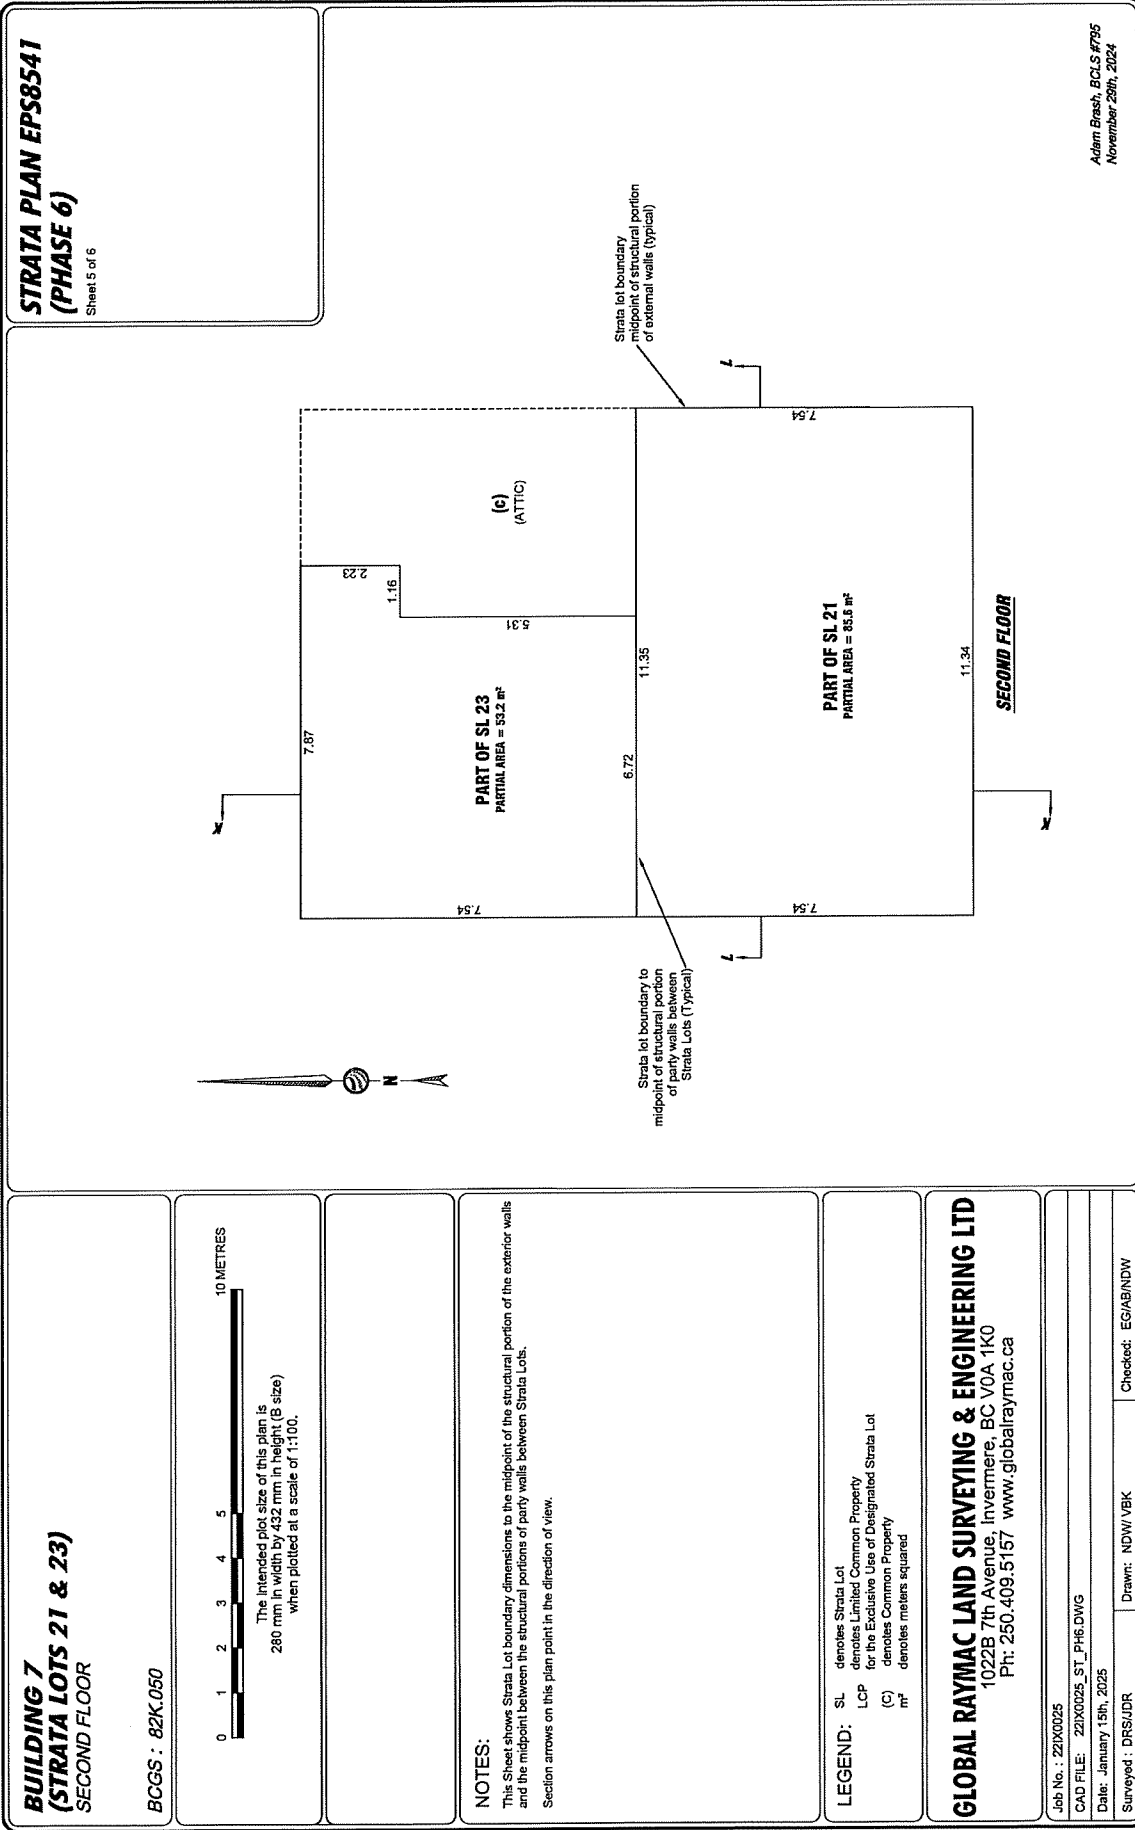 BUILDING 7
(STRATA LOTS 21 & 23)
SECOND FLOOR
BCGS : 82K.050
STRATA PLAN EPS8541
(PHASE 6)
Sheet 5 of 6
0 1 2 3 4 5 10 METRES
The intended plot size of this plan is
280 mm in width by 432 mm in height (B size)
when plotted at a scale of 1:100.
N
K
7.87
2.23
1.16
5.31
7.54
PART OF SL 23
PARTIAL AREA = 53.2 m²
(c)
(ATTIC)
6.72
11.35
Strata lot boundary
midpoint of structural portion
of external walls (typical)
Strata lot boundary to
midpoint of structural portion
of party walls between
Strata Lots (Typical)
L
L
7.54
7.54
PART OF SL 21
PARTIAL AREA = 85.6 m²
11.34
K
SECOND FLOOR
NOTES:
This Sheet shows Strata Lot boundary dimensions to the midpoint of the structural portion of the exterior walls
and the midpoint between the structural portions of party walls between Strata Lots.
Section arrows on this plan point in the direction of view.
LEGEND: SL denotes Strata Lot
LCP denotes Limited Common Property
for the Exclusive Use of Designated Strata Lot
(C) denotes Common Property
m² denotes meters squared
GLOBAL RAYMAC LAND SURVEYING & ENGINEERING LTD
1022B 7th Avenue, Invermere, BC V0A 1K0
Ph: 250.409.5157 www.globalraymac.ca
Job No. : 22IX0025
CAD FILE: 22IX0025_ST_PH6.DWG
Date: January 15th, 2025
Surveyed : DRS/JDR Drawn: NDW/ VBK Checked: EG/AB/NDW
Adam Brash, BCLS #795
November 29th, 2024